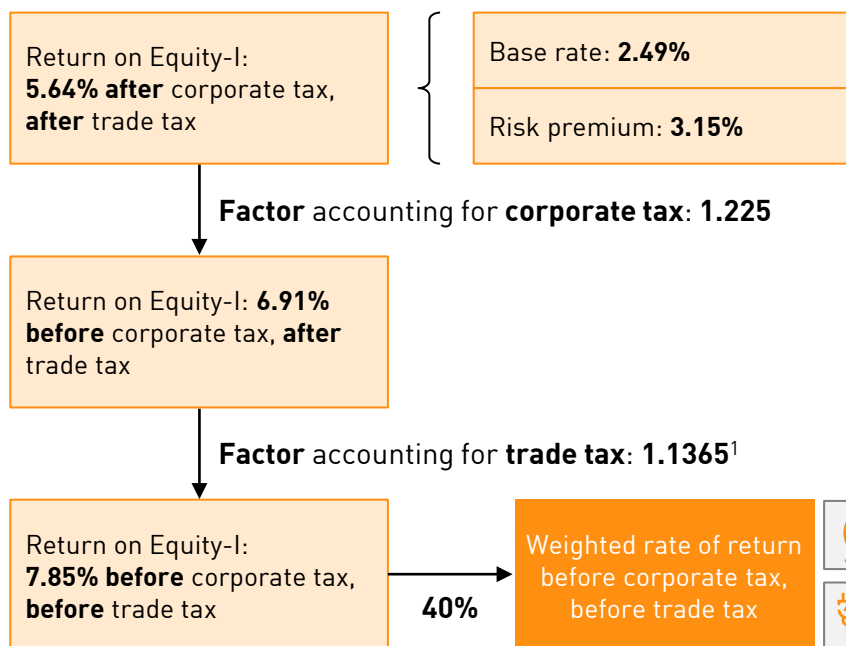 Return on Equity-I:
5.64% after corporate tax,
after trade tax
Base rate: 2.49%
Risk premium: 3.15%
Factor accounting for corporate tax: 1.225
Return on Equity-I: 6.91%
before corporate tax, after
trade tax
Factor accounting for trade tax: 1.1365¹
Return on Equity-I:
7.85% before corporate tax,
before trade tax
40%
Weighted rate of return
before corporate tax,
before trade tax